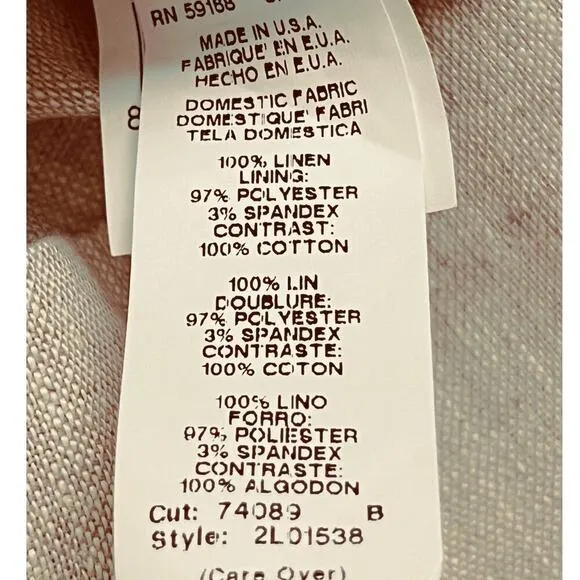 RN 59188
MADE IN U.S.A.
FABRIQUE' EN E.U.A.
HECHO EN E.U.A.
8
DOMESTIC FABRIC
DOMESTIQUE' FABRI
TELA DOMESTICA
100% LINEN
LINING:
97% POLYESTER
3% SPANDEX
CONTRAST:
100% COTTON
100% LIN
DOUBLURE:
97% POLYESTER
3% SPANDEX
CONTRASTE:
100% COTON
100% LINO
FORRO:
97% POLIESTER
3% SPANDEX
CONTRASTE:
100% ALGODON
Cut: 74089 B
Style: 2L01538
(Care Over)